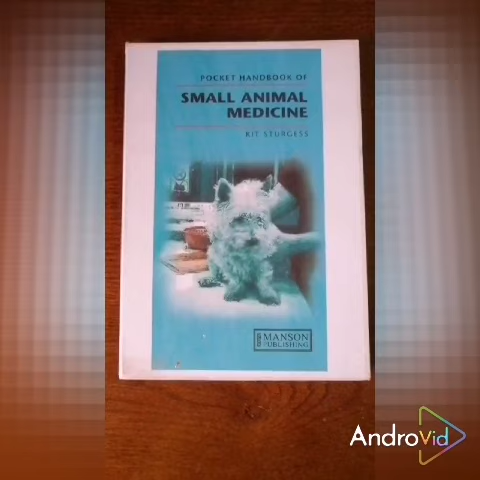 POCKET HANDBOOK OF
SMALL ANIMAL
MEDICINE
KIT STURGESS
MANSON
PUBLISHING
AndroVid